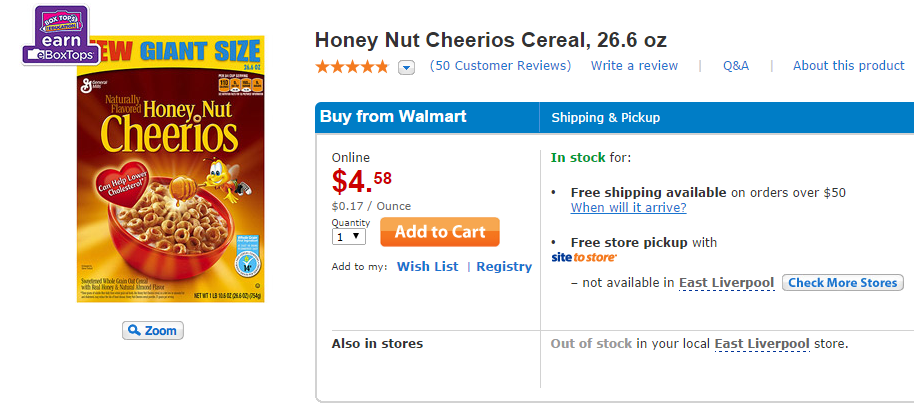 BOX TOPS
EDUCATION
earn
eBoxTops
NEW GIANT SIZE
26.6 OZ
General
Mills
Naturally
Flavored
Honey Nut
Cheerios
Can Help Lower
Cholesterol*
Whole Grain
Sweetened Whole Grain Oat Cereal
with Real Honey & Natural Almond Flavor
NET WT 1 LB 10.6 OZ (26.6 OZ) (754g)
Zoom
Honey Nut Cheerios Cereal, 26.6 oz
(50 Customer Reviews) Write a review | Q&A | About this product
Buy from Walmart
Shipping & Pickup
Online
$4.58
$0.17 / Ounce
Quantity
1
Add to Cart
Add to my: Wish List | Registry
In stock for:
• Free shipping available on orders over $50
When will it arrive?
• Free store pickup with
site to store
– not available in East Liverpool Check More Stores
Also in stores
Out of stock in your local East Liverpool store.